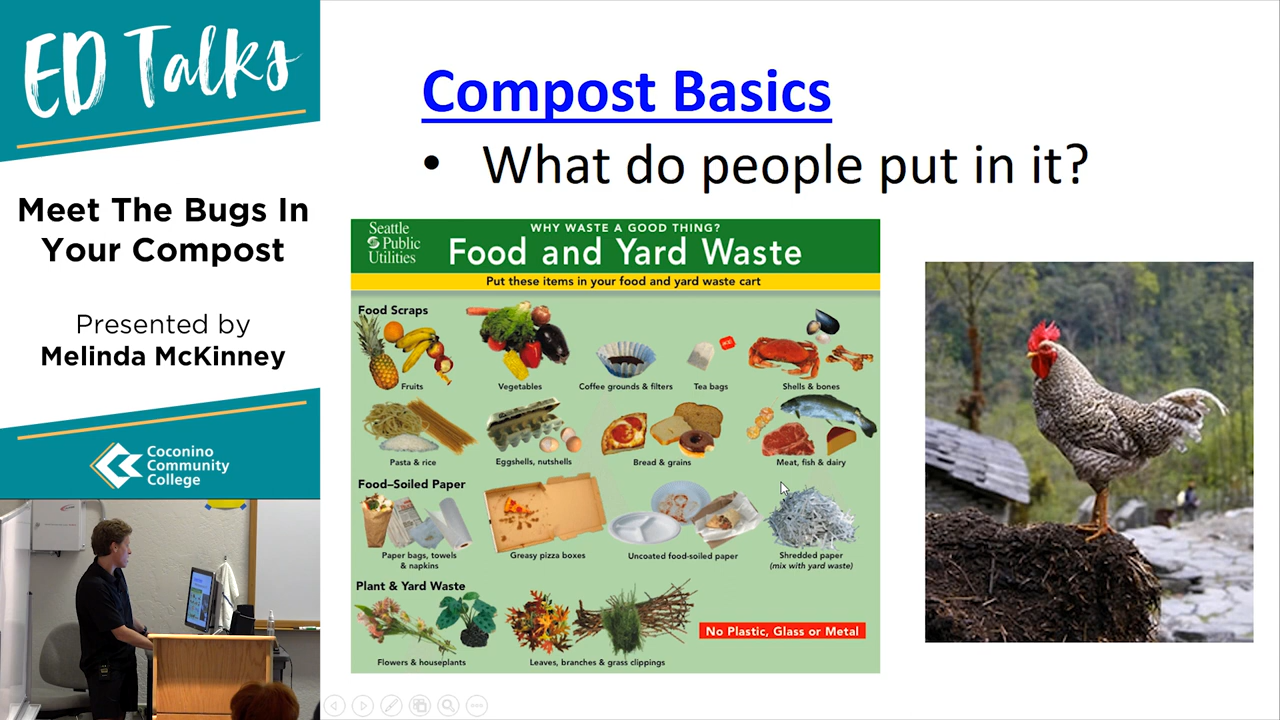 ED Talks
Meet The Bugs In
Your Compost
Presented by
Melinda McKinney
Coconino
Community
College
Compost Basics
• What do people put in it?
Seattle
Public
Utilities
WHY WASTE A GOOD THING?
Food and Yard Waste
Put these items in your food and yard waste cart
Food Scraps
Fruits
Vegetables
Coffee grounds & filters
Tea bags
Shells & bones
Pasta & rice
Eggshells, nutshells
Bread & grains
Meat, fish & dairy
Food–Soiled Paper
Paper bags, towels
& napkins
Greasy pizza boxes
Uncoated food-soiled paper
Shredded paper
(mix with yard waste)
Plant & Yard Waste
Flowers & houseplants
Leaves, branches & grass clippings
No Plastic, Glass or Metal